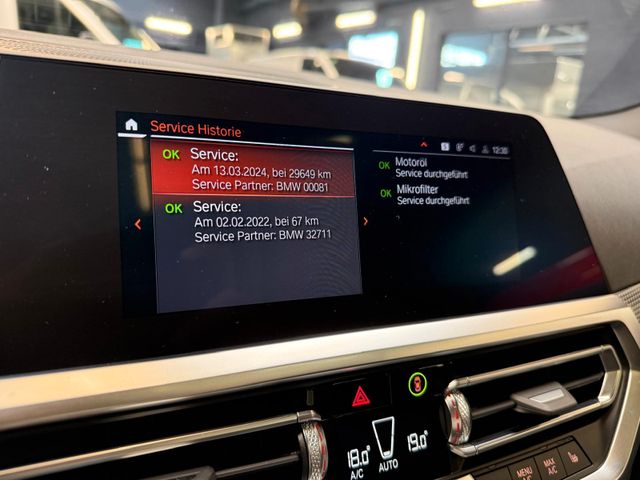 Service Historie
12:30
OK Service:
Am 13.03.2024, bei 29649 km
Service Partner: BMW 00081
OK Service:
Am 02.02.2022, bei 67 km
Service Partner: BMW 32711
OK Motoröl
Service durchgeführt
OK Mikrofilter
Service durchgeführt
18.0
A/C
AUTO
19.0
MENU
A/C
MAX
A/C